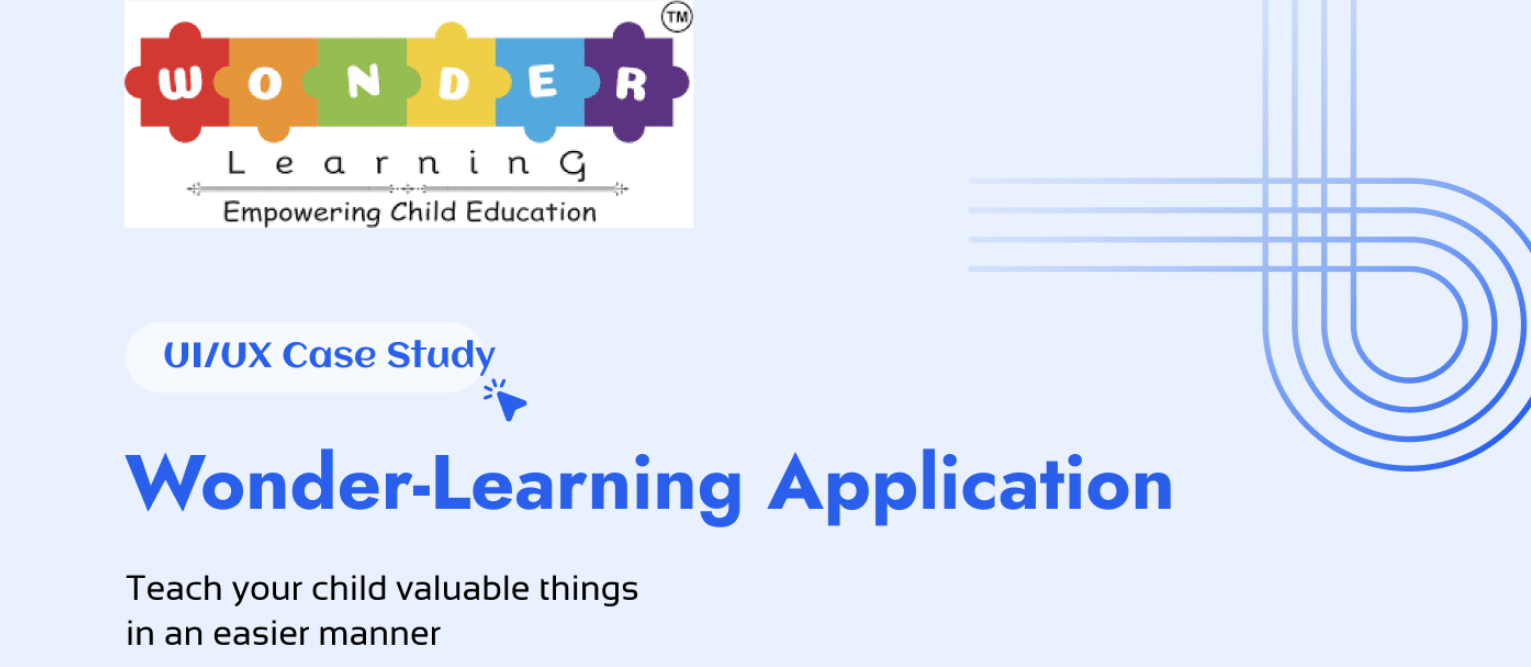 TM
WONDER
LearninG
Empowering Child Education
UI/UX Case Study
Wonder-Learning Application
Teach your child valuable things
in an easier manner